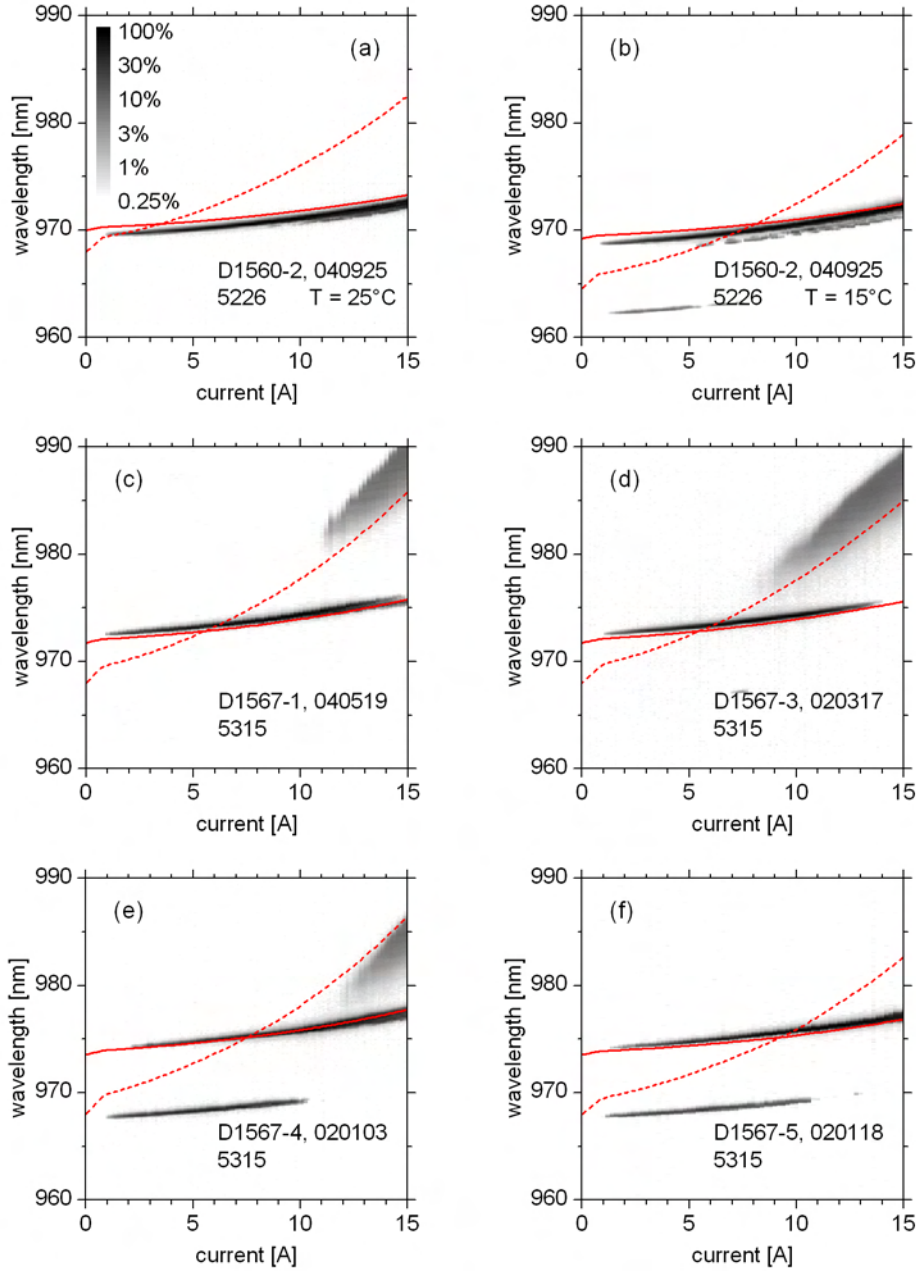 990
980
970
960
wavelength [nm]
100%
30%
10%
3%
1%
0.25%
(a)
D1560-2, 040925
5226 T = 25°C
0 5 10 15
current [A]
990
980
970
960
wavelength [nm]
(b)
D1560-2, 040925
5226 T = 15°C
0 5 10 15
current [A]
990
980
970
960
wavelength [nm]
(c)
D1567-1, 040519
5315
0 5 10 15
current [A]
990
980
970
960
wavelength [nm]
(d)
D1567-3, 020317
5315
0 5 10 15
current [A]
990
980
970
960
wavelength [nm]
(e)
D1567-4, 020103
5315
0 5 10 15
current [A]
990
980
970
960
wavelength [nm]
(f)
D1567-5, 020118
5315
0 5 10 15
current [A]